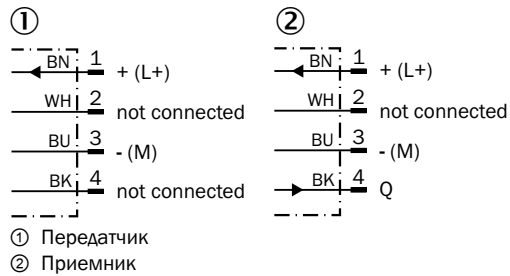 ①
BN 1 + (L+)
WH 2 not connected
BU 3 - (M)
BK 4 not connected
②
BN 1 + (L+)
WH 2 not connected
BU 3 - (M)
BK 4 Q
① Передатчик
② Приемник